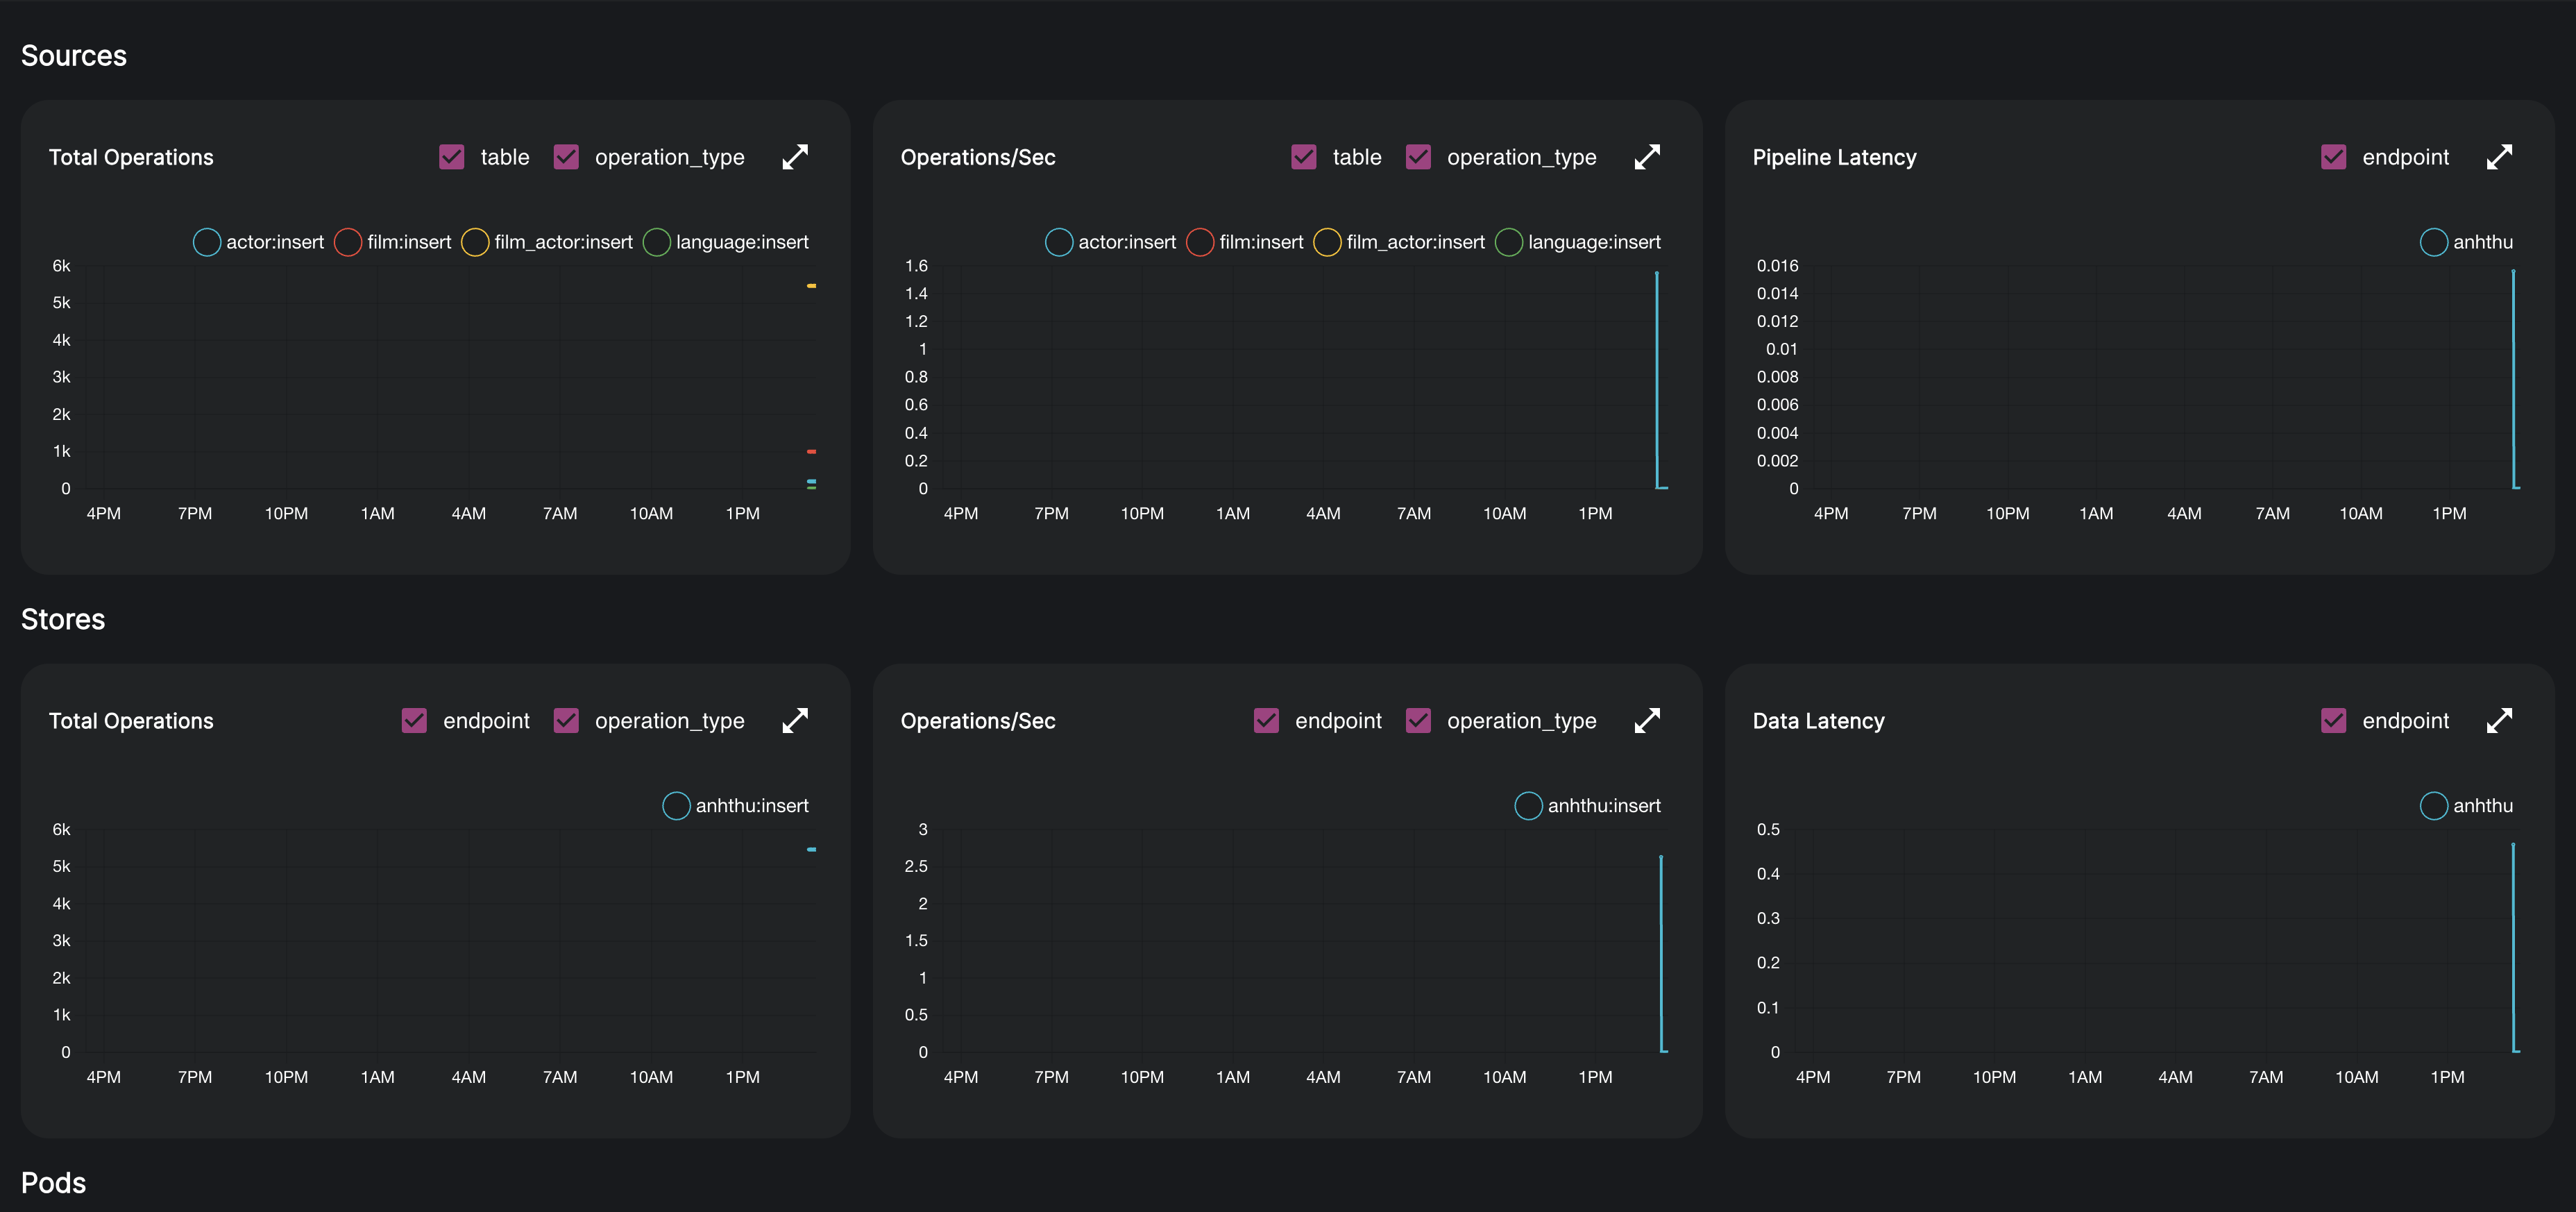 Sources
Total Operations table operation_type
actor:insert film:insert film_actor:insert language:insert
6k
5k
4k
3k
2k
1k
0
4PM 7PM 10PM 1AM 4AM 7AM 10AM 1PM
Operations/Sec table operation_type
actor:insert film:insert film_actor:insert language:insert
1.6
1.4
1.2
1
0.8
0.6
0.4
0.2
0
4PM 7PM 10PM 1AM 4AM 7AM 10AM 1PM
Pipeline Latency endpoint
anhthu
0.016
0.014
0.012
0.01
0.008
0.006
0.004
0.002
0
4PM 7PM 10PM 1AM 4AM 7AM 10AM 1PM
Stores
Total Operations endpoint operation_type
anhthu:insert
6k
5k
4k
3k
2k
1k
0
4PM 7PM 10PM 1AM 4AM 7AM 10AM 1PM
Operations/Sec endpoint operation_type
anhthu:insert
3
2.5
2
1.5
1
0.5
0
4PM 7PM 10PM 1AM 4AM 7AM 10AM 1PM
Data Latency endpoint
anhthu
0.5
0.4
0.3
0.2
0.1
0
4PM 7PM 10PM 1AM 4AM 7AM 10AM 1PM
Pods